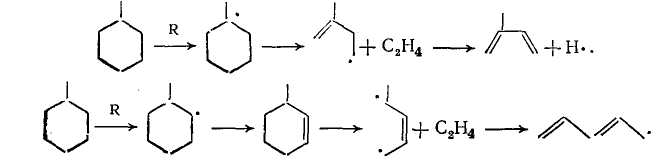 R + C₂H₄ + H··
R + C₂H₄